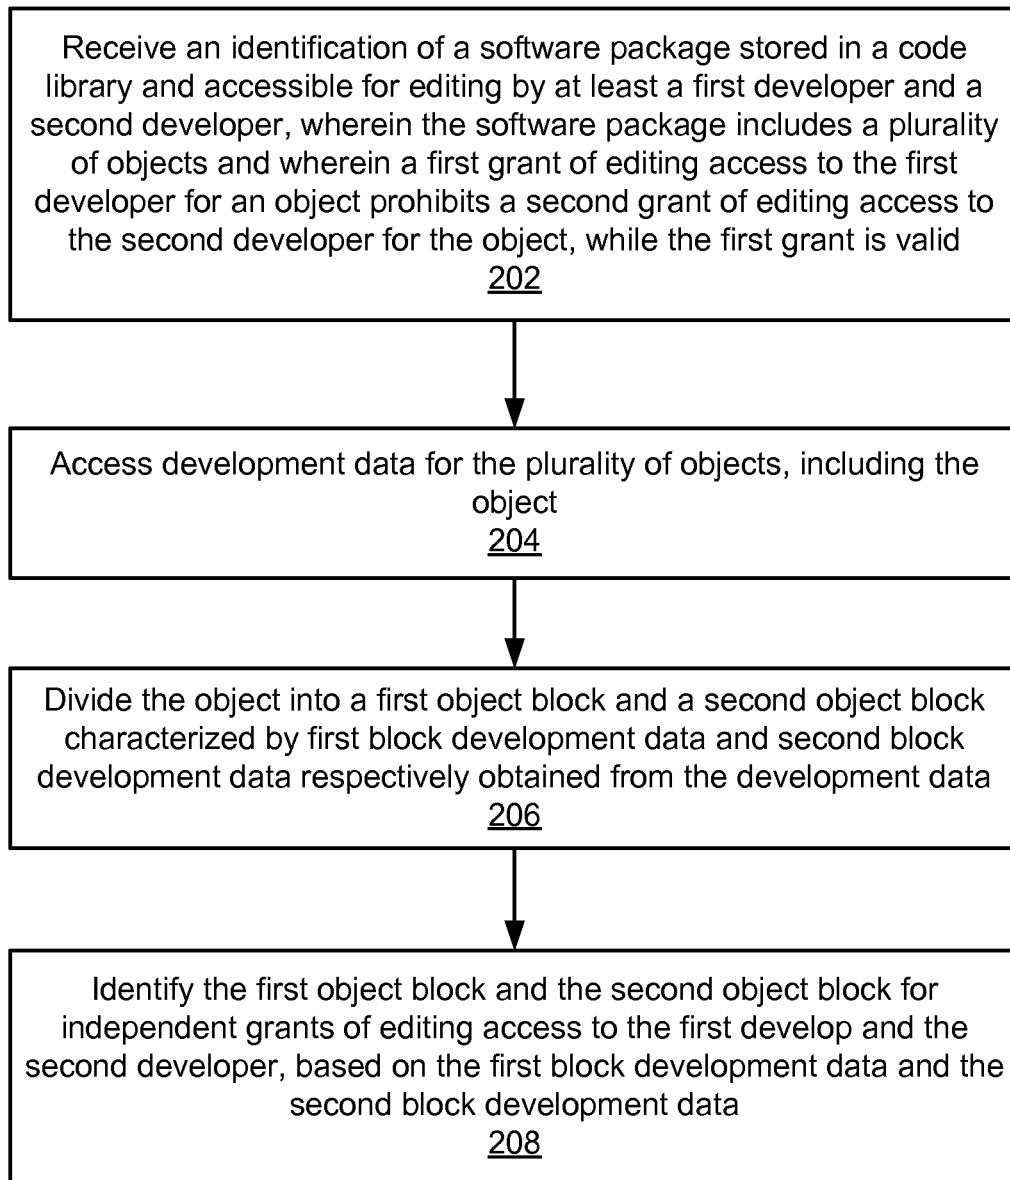 Receive an identification of a software package stored in a code
library and accessible for editing by at least a first developer and a
second developer, wherein the software package includes a plurality
of objects and wherein a first grant of editing access to the first
developer for an object prohibits a second grant of editing access to
the second developer for the object, while the first grant is valid
202
Access development data for the plurality of objects, including the
object
204
Divide the object into a first object block and a second object block
characterized by first block development data and second block
development data respectively obtained from the development data
206
Identify the first object block and the second object block for
independent grants of editing access to the first develop and the
second developer, based on the first block development data and the
second block development data
208